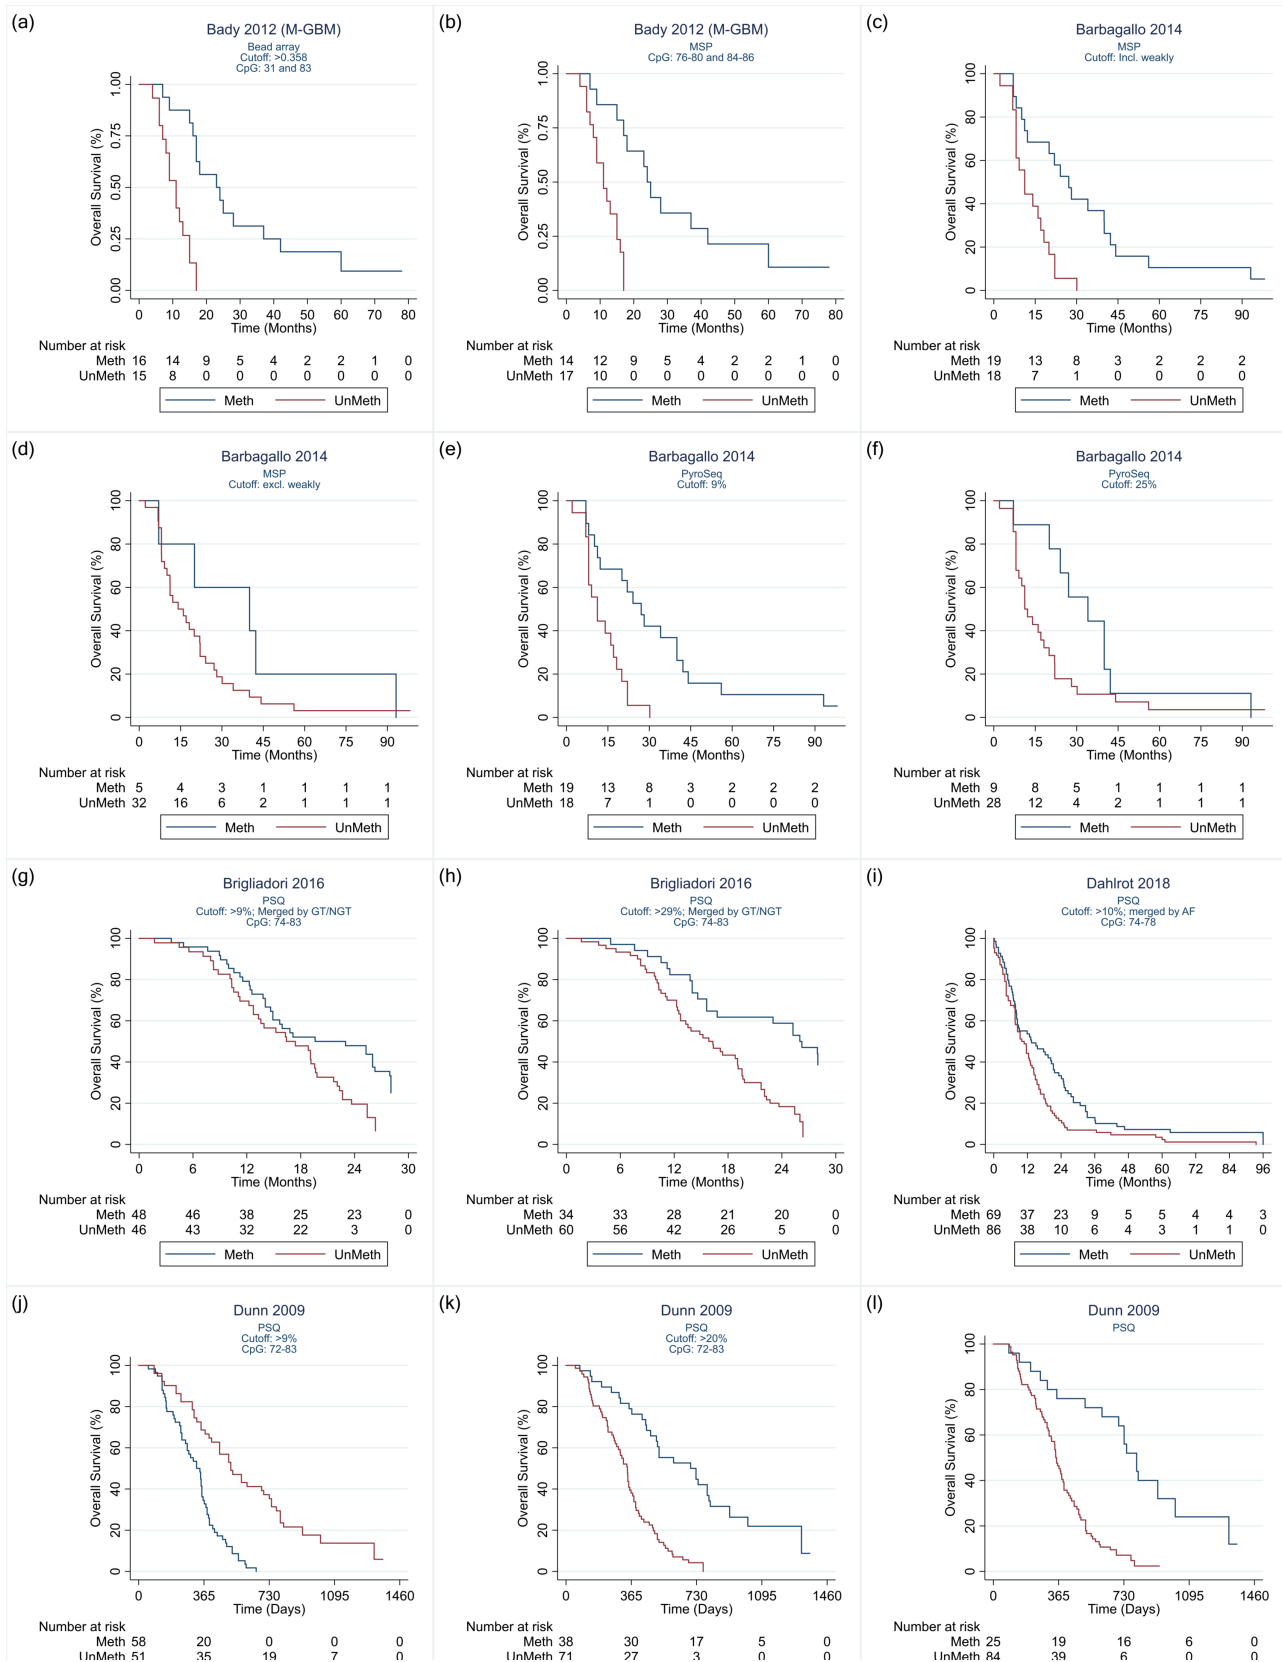 (a)
Bady 2012 (M-GBM)
Bead array
Cutoff: >0.358
CpG: 31 and 83
Overall Survival (%)
1.00
0.75
0.50
0.25
0.00
0 10 20 30 40 50 60 70 80
Time (Months)
Number at risk
Meth 16 14 9 5 4 2 2 1 0
UnMeth 15 8 0 0 0 0 0 0 0
Meth UnMeth
(b)
Bady 2012 (M-GBM)
MSP
CpG: 76-80 and 84-86
Overall Survival (%)
1.00
0.75
0.50
0.25
0.00
0 10 20 30 40 50 60 70 80
Time (Months)
Number at risk
Meth 14 12 9 5 4 2 2 1 0
UnMeth 17 10 0 0 0 0 0 0 0
Meth UnMeth
(c)
Barbagallo 2014
MSP
Cutoff: Incl. weakly
Overall Survival (%)
100
80
60
40
20
0
0 15 30 45 60 75 90
Time (Months)
Number at risk
Meth 19 13 8 3 2 2 2
UnMeth 18 7 1 0 0 0 0
Meth UnMeth
(d)
Barbagallo 2014
MSP
Cutoff: excl. weakly
Overall Survival (%)
100
80
60
40
20
0
0 15 30 45 60 75 90
Time (Months)
Number at risk
Meth 5 4 3 1 1 1 1
UnMeth 32 16 6 2 1 1 1
Meth UnMeth
(e)
Barbagallo 2014
PyroSeq
Cutoff: 9%
Overall Survival (%)
100
80
60
40
20
0
0 15 30 45 60 75 90
Time (Months)
Number at risk
Meth 19 13 8 3 2 2 2
UnMeth 18 7 1 0 0 0 0
Meth UnMeth
(f)
Barbagallo 2014
PyroSeq
Cutoff: 25%
Overall Survival (%)
100
80
60
40
20
0
0 15 30 45 60 75 90
Time (Months)
Number at risk
Meth 9 8 5 1 1 1 1
UnMeth 28 12 4 2 1 1 1
Meth UnMeth
(g)
Brigliadori 2016
PSQ
Cutoff: >9%; Merged by GT/NGT
CpG: 74-83
Overall Survival (%)
100
80
60
40
20
0
0 6 12 18 24 30
Time (Months)
Number at risk
Meth 48 46 38 25 23 0
UnMeth 46 43 32 22 3 0
Meth UnMeth
(h)
Brigliadori 2016
PSQ
Cutoff: >29%; Merged by GT/NGT
CpG: 74-83
Overall Survival (%)
100
80
60
40
20
0
0 6 12 18 24 30
Time (Months)
Number at risk
Meth 34 33 28 21 20 0
UnMeth 60 56 42 26 5 0
Meth UnMeth
(i)
Dahlrot 2018
PSQ
Cutoff: >10%; merged by AF
CpG: 74-78
Overall Survival (%)
100
80
60
40
20
0
0 12 24 36 48 60 72 84 96
Time (Months)
Number at risk
Meth 69 37 23 9 5 5 4 4 3
UnMeth 86 38 10 6 4 3 1 1 0
Meth UnMeth
(j)
Dunn 2009
PSQ
Cutoff: >9%
CpG: 72-83
Overall Survival (%)
100
80
60
40
20
0
0 365 730 1095 1460
Time (Days)
Number at risk
Meth 58 20 0 0 0
UnMeth 51 35 19 7 0
(k)
Dunn 2009
PSQ
Cutoff: >20%
CpG: 72-83
Overall Survival (%)
100
80
60
40
20
0
0 365 730 1095 1460
Time (Days)
Number at risk
Meth 38 30 17 5 0
UnMeth 71 27 3 0 0
(l)
Dunn 2009
PSQ
Overall Survival (%)
100
80
60
40
20
0
0 365 730 1095 1460
Time (Days)
Number at risk
Meth 25 19 16 6 0
UnMeth 84 39 6 0 0